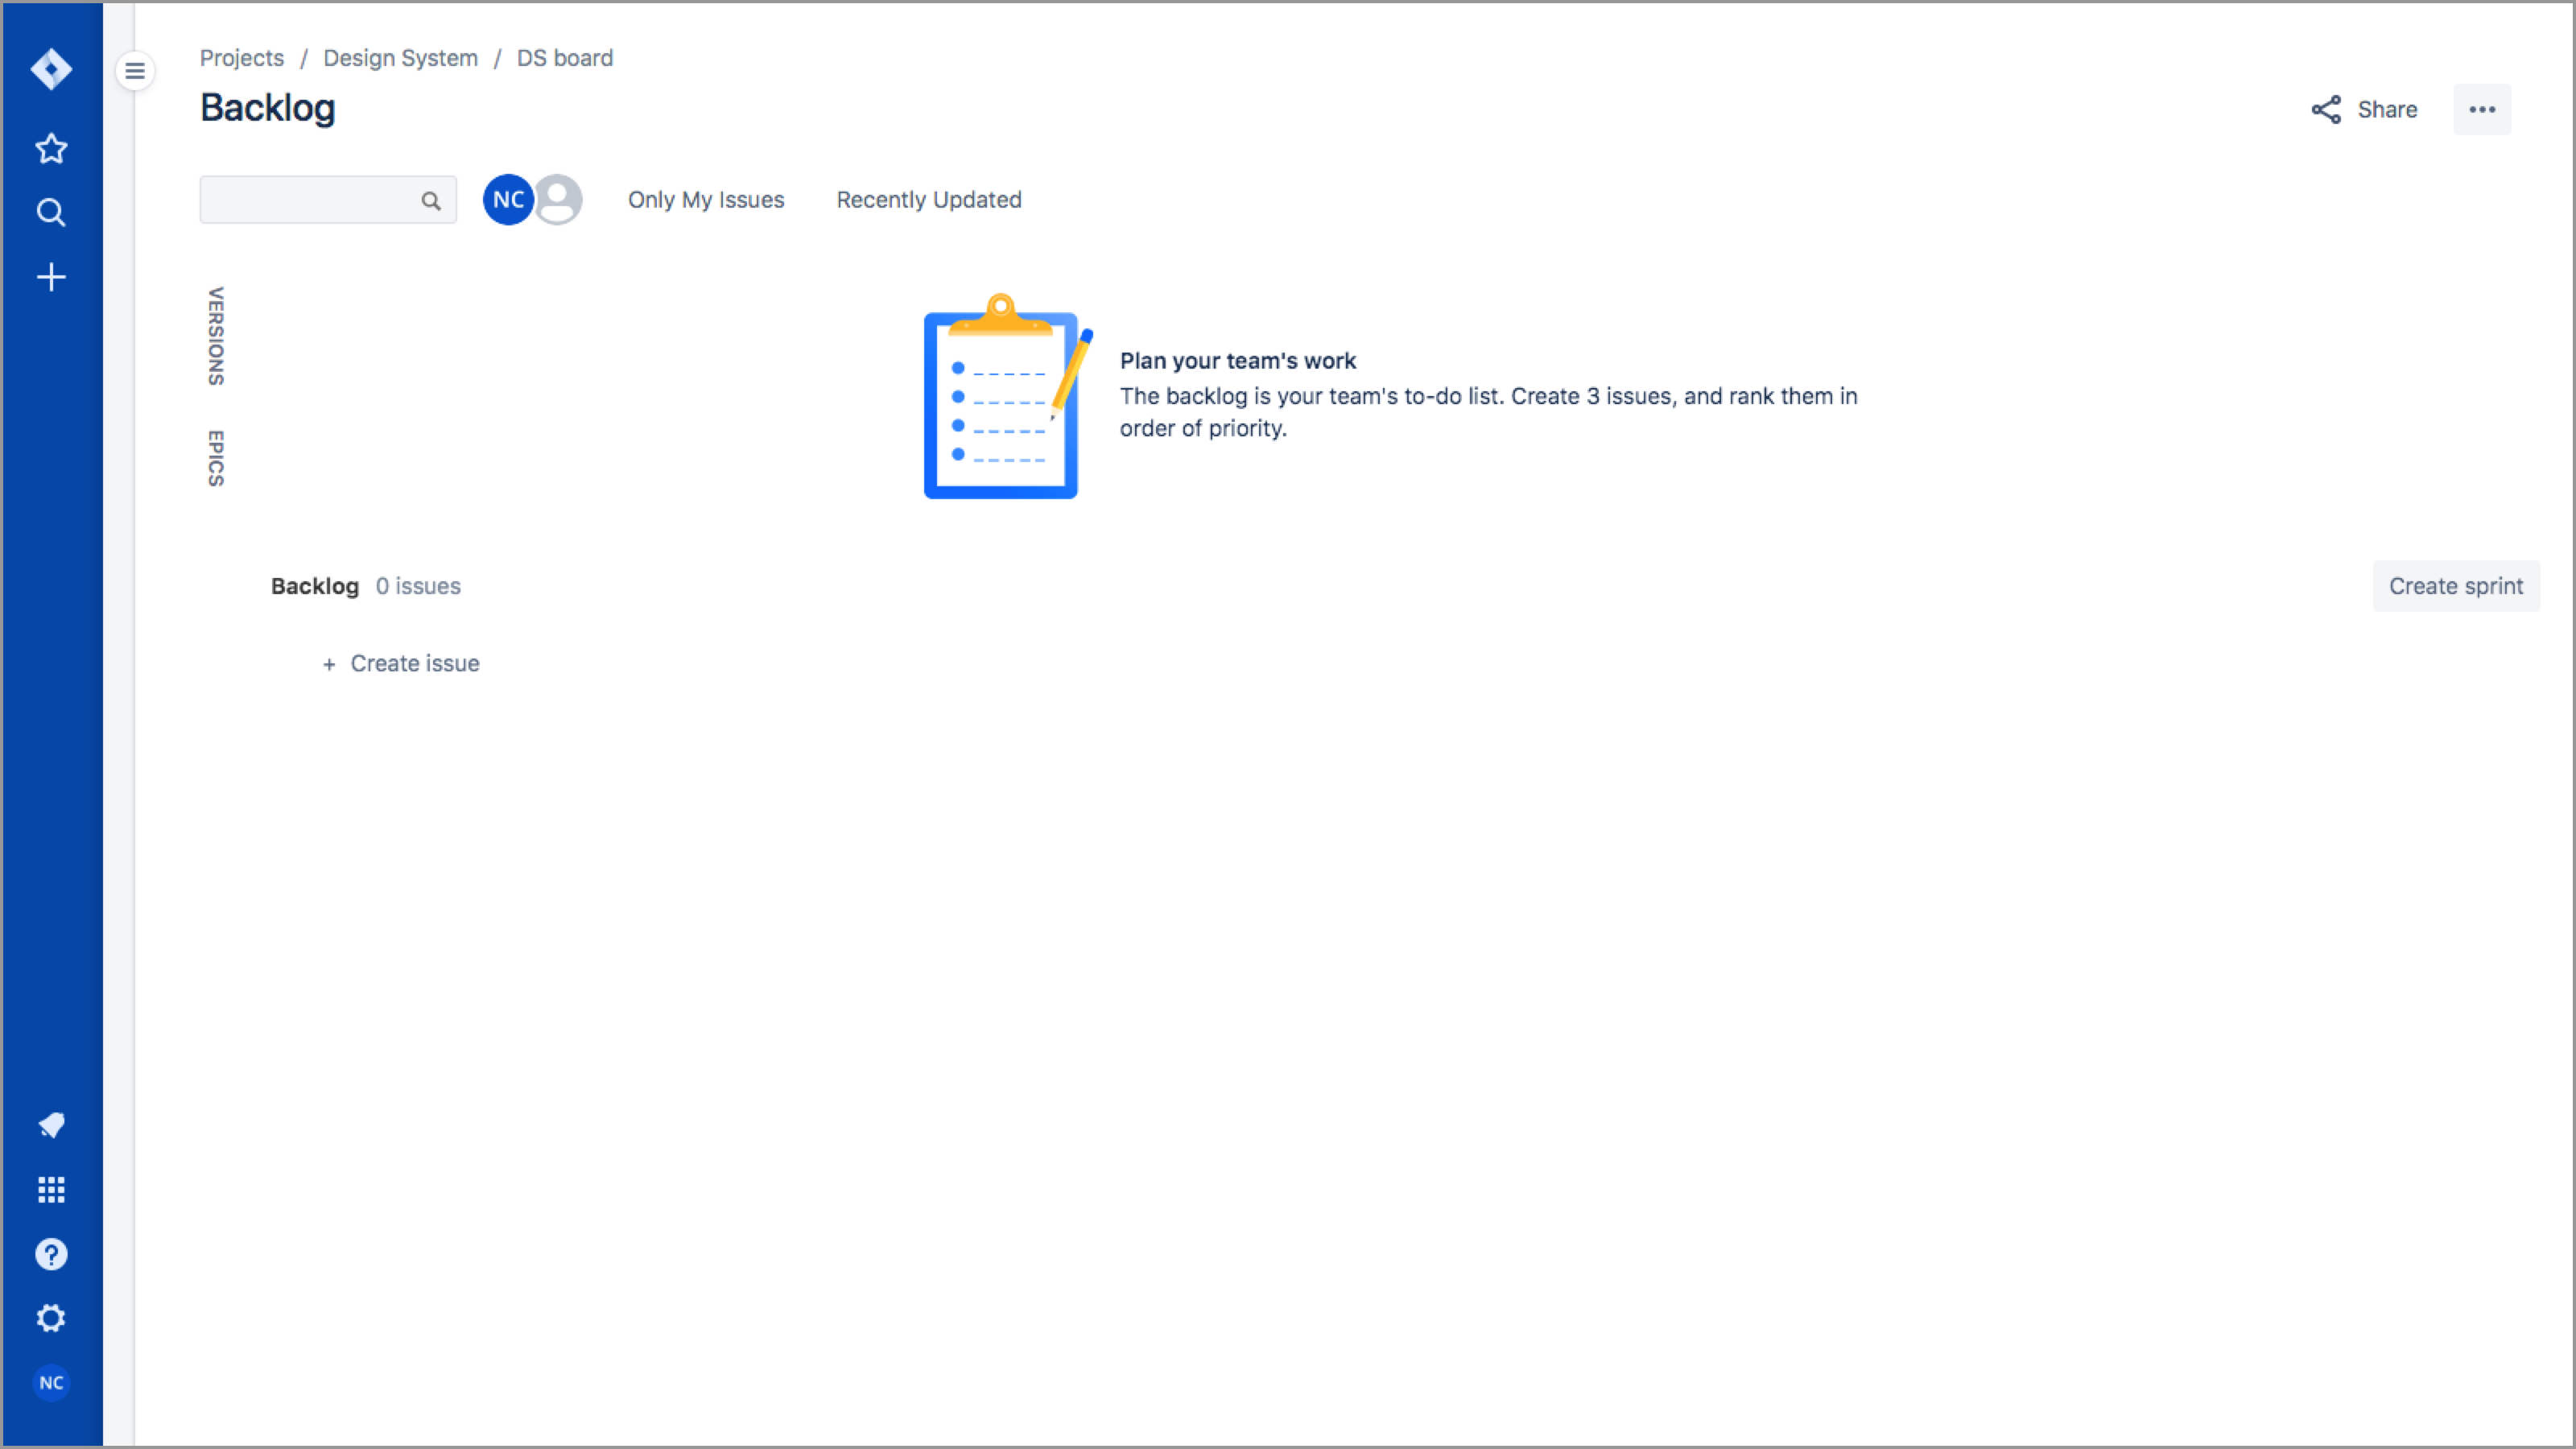 Projects / Design System / DS board
Backlog
Share
NC
Only My Issues
Recently Updated
VERSIONS
EPICS
Plan your team's work
The backlog is your team's to-do list. Create 3 issues, and rank them in
order of priority.
Backlog 0 issues
Create sprint
+ Create issue
NC